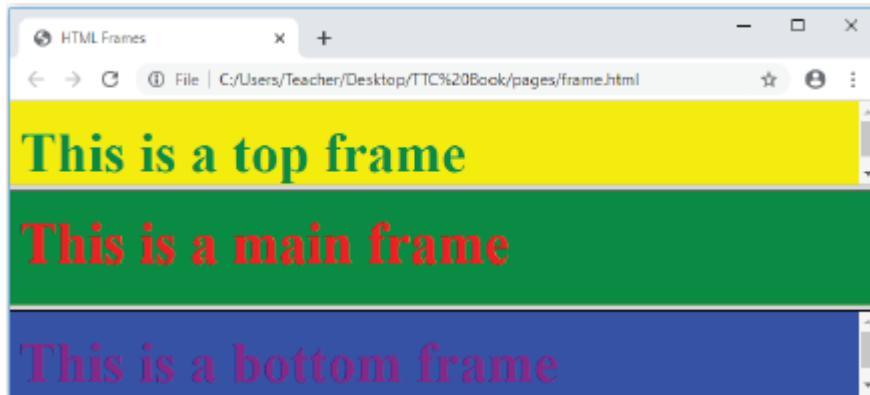 HTML Frames
File | C:/Users/Teacher/Desktop/TTC%20Book/pages/frame.html
This is a top frame
This is a main frame
This is a bottom frame